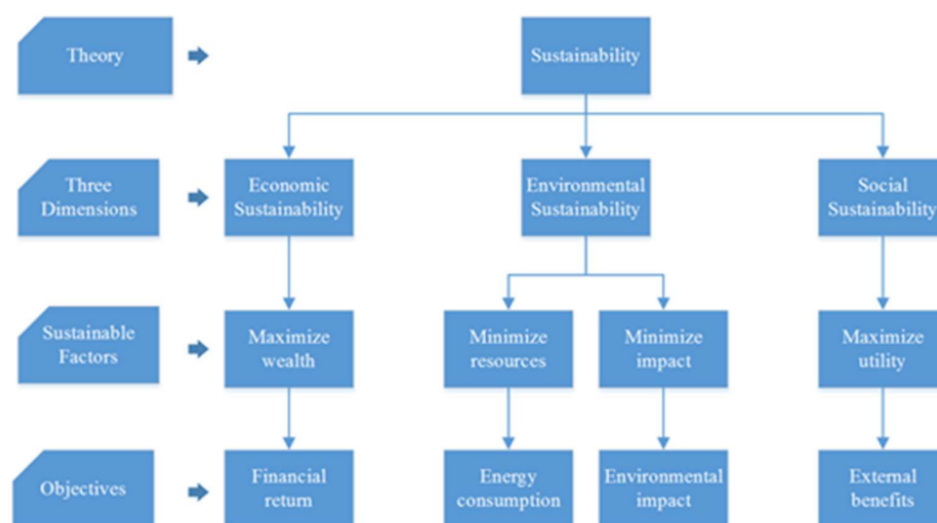 Theory
Sustainability
Three
Dimensions
Economic
Sustainability
Environmental
Sustainability
Social
Sustainability
Sustainable
Factors
Maximize
wealth
Minimize
resources
Minimize
impact
Maximize
utility
Objectives
Financial
return
Energy
consumption
Environmental
impact
External
benefits